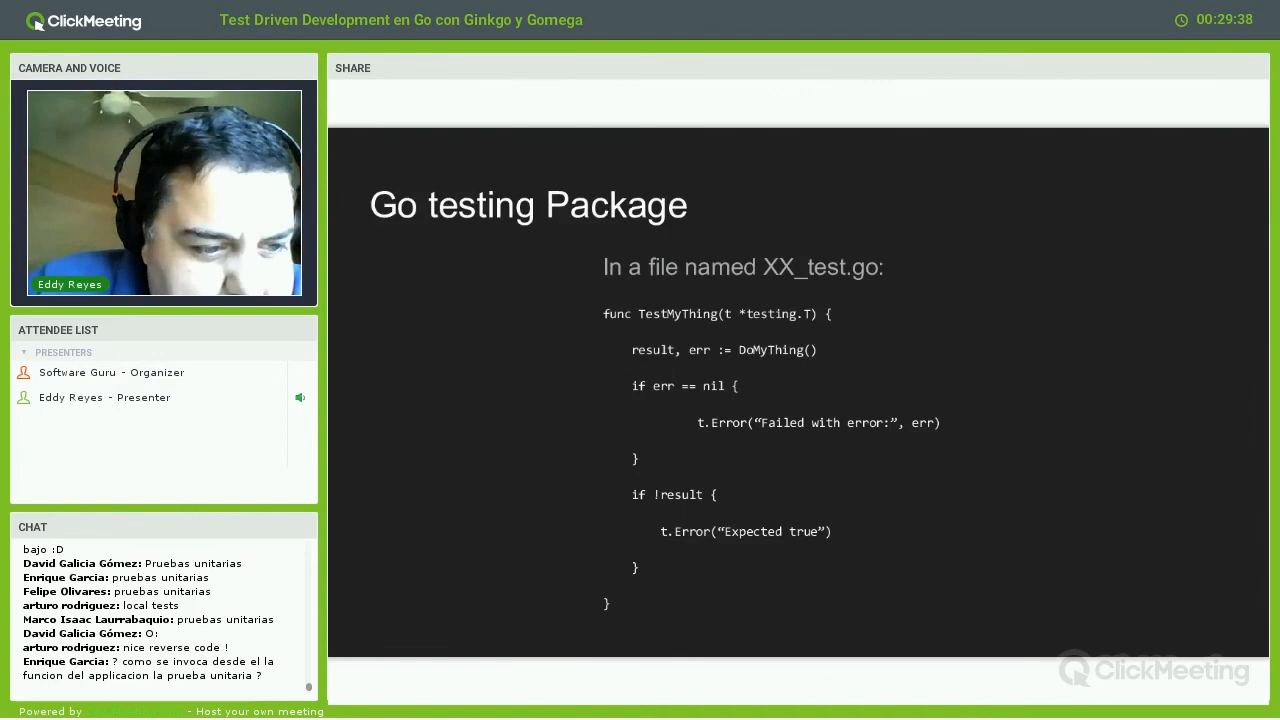 ClickMeeting
Test Driven Development en Go con Ginkgo y Gomega
00:29:38
CAMERA AND VOICE
Eddy Reyes
ATTENDEE LIST
PRESENTERS
Software Guru - Organizer
Eddy Reyes - Presenter
CHAT
bajo :D
David Galicia Gómez: Pruebas unitarias
Enrique Garcia: pruebas unitarias
Felipe Olivares: pruebas unitarias
arturo rodriguez: local tests
Marco Isaac Laurrabaquio: pruebas unitarias
David Galicia Gómez: O:
arturo rodriguez: nice reverse code !
Enrique Garcia: ? como se invoca desde el la
funcion del applicacion la prueba unitaria ?
Powered by - Host your own meeting
SHARE
Go testing Package
In a file named XX_test.go:
func TestMyThing(t *testing.T) {
result, err := DoMyThing()
if err == nil {
t.Error(“Failed with error:”, err)
}
if !result {
t.Error(“Expected true”)
}
}
ClickMeeting